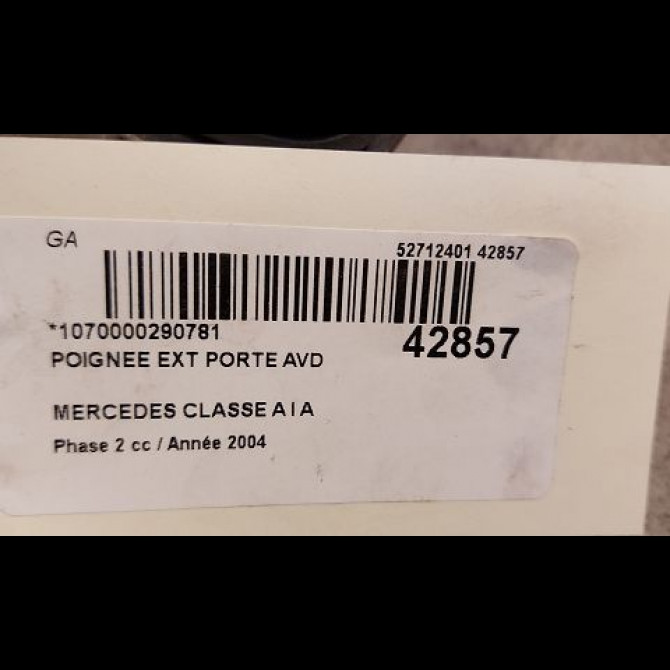 GA
52712401 42857
*1070000290781
42857
POIGNEE EXT PORTE AVD
MERCEDES CLASSE A I A
Phase 2 cc / Année 2004